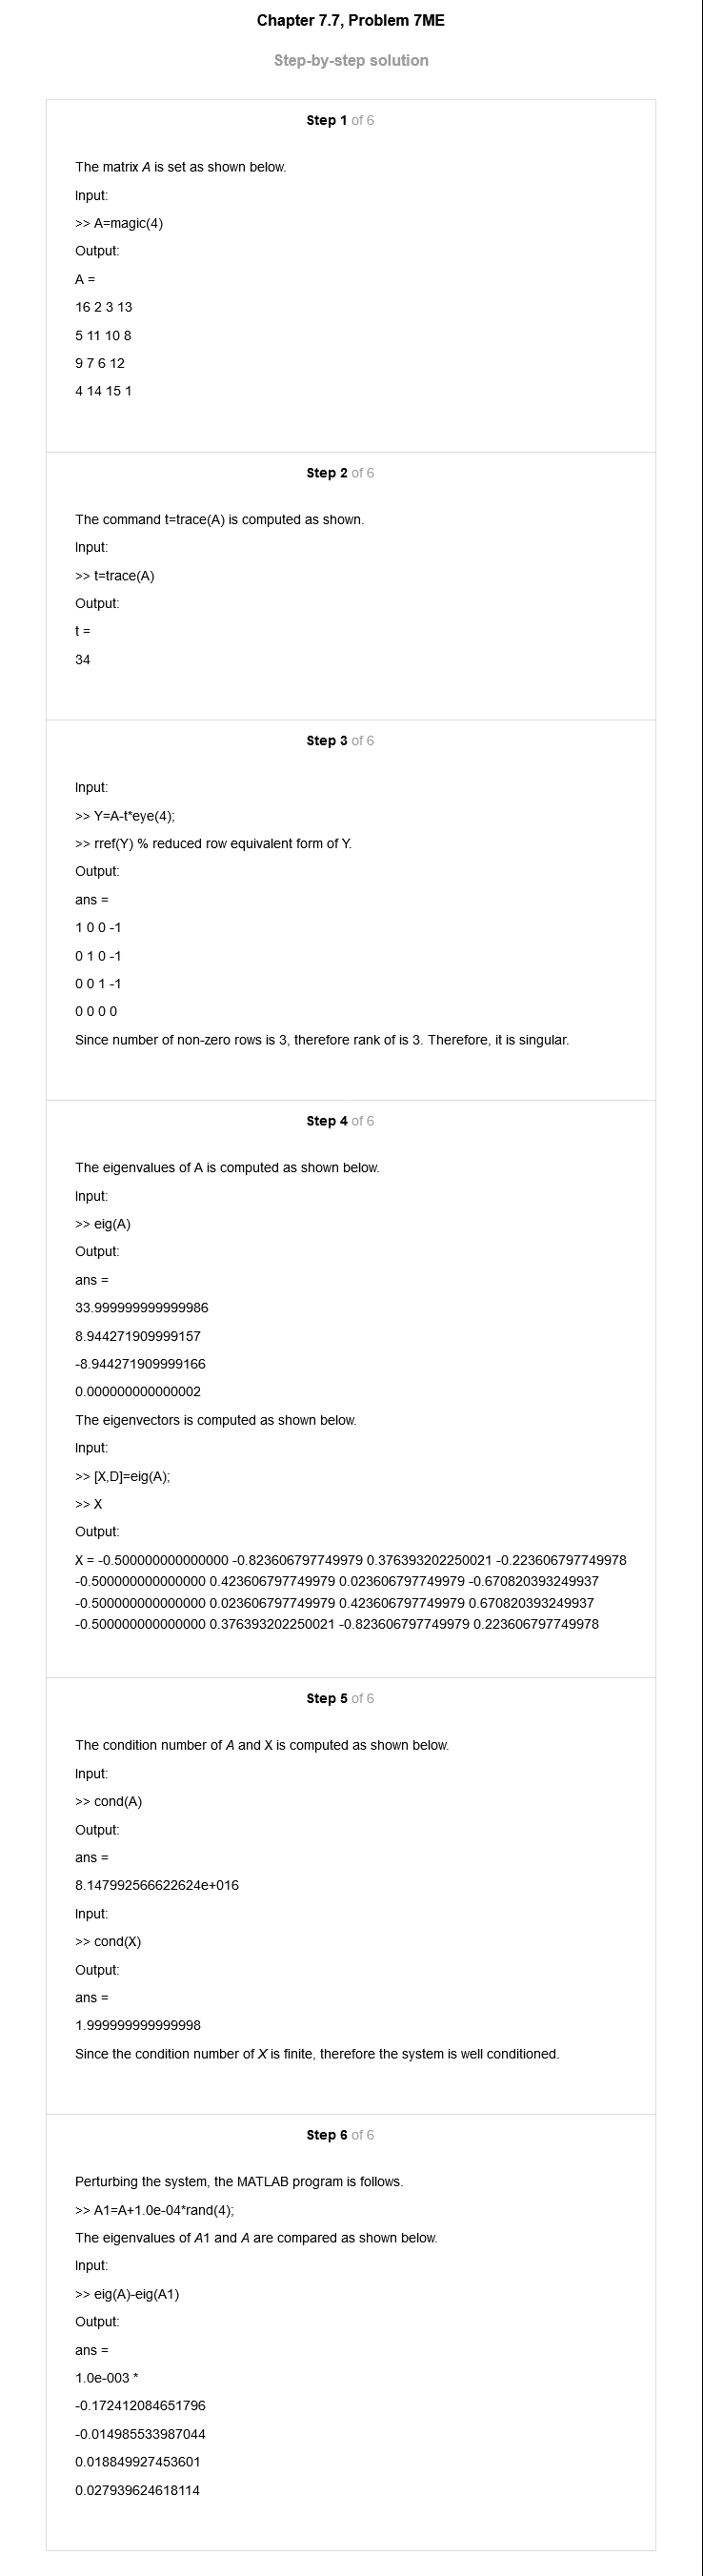 Chapter 7.7, Problem 7ME
Step-by-step solution
Step 1 of 6
The matrix A is set as shown below.
Input:
>> A=magic(4)
Output:
A =
16 2 3 13
5 11 10 8
9 7 6 12
4 14 15 1
Step 2 of 6
The command t=trace(A) is computed as shown.
Input:
>> t=trace(A)
Output:
t =
34
Step 3 of 6
Input:
>> Y=A-t*eye(4);
>> rref(Y) % reduced row equivalent form of Y.
Output:
ans =
1 0 0 -1
0 1 0 -1
0 0 1 -1
0 0 0 0
Since number of non-zero rows is 3, therefore rank of is 3. Therefore, it is singular.
Step 4 of 6
The eigenvalues of A is computed as shown below.
Input:
>> eig(A)
Output:
ans =
33.999999999999986
8.944271909999157
-8.944271909999166
0.000000000000002
The eigenvectors is computed as shown below.
Input:
>> [X,D]=eig(A);
>> X
Output:
X = -0.500000000000000 -0.823606797749979 0.376393202250021 -0.223606797749978
-0.500000000000000 0.423606797749979 0.023606797749979 -0.670820393249937
-0.500000000000000 0.023606797749979 0.423606797749979 0.670820393249937
-0.500000000000000 0.376393202250021 -0.823606797749979 0.223606797749978
Step 5 of 6
The condition number of A and X is computed as shown below.
Input:
>> cond(A)
Output:
ans =
8.147992566622624e+016
Input:
>> cond(X)
Output:
ans =
1.999999999999998
Since the condition number of X is finite, therefore the system is well conditioned.
Step 6 of 6
Perturbing the system, the MATLAB program is follows.
>> A1=A+1.0e-04*rand(4);
The eigenvalues of A1 and A are compared as shown below.
Input:
>> eig(A)-eig(A1)
Output:
ans =
1.0e-003 *
-0.172412084651796
-0.014985533987044
0.018849927453601
0.027939624618114